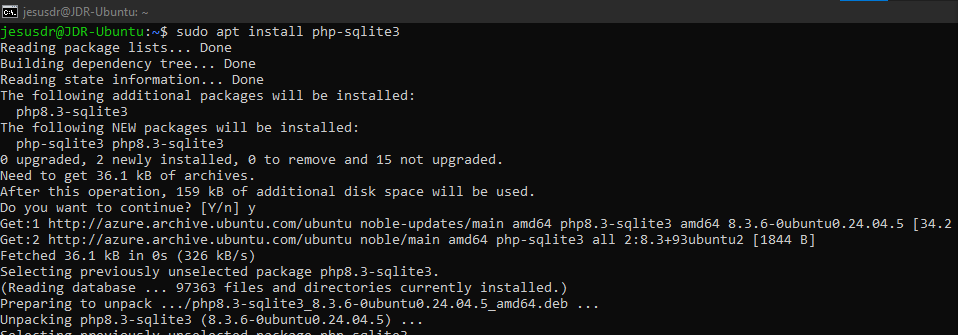 jesusdr@JDR-Ubuntu: ~
jesusdr@JDR-Ubuntu:~$ sudo apt install php-sqlite3
Reading package lists... Done
Building dependency tree... Done
Reading state information... Done
The following additional packages will be installed:
  php8.3-sqlite3
The following NEW packages will be installed:
  php-sqlite3 php8.3-sqlite3
0 upgraded, 2 newly installed, 0 to remove and 15 not upgraded.
Need to get 36.1 kB of archives.
After this operation, 159 kB of additional disk space will be used.
Do you want to continue? [Y/n] y
Get:1 http://azure.archive.ubuntu.com/ubuntu noble-updates/main amd64 php8.3-sqlite3 amd64 8.3.6-0ubuntu0.24.04.5 [34.2
Get:2 http://azure.archive.ubuntu.com/ubuntu noble/main amd64 php-sqlite3 all 2:8.3+93ubuntu2 [1844 B]
Fetched 36.1 kB in 0s (326 kB/s)
Selecting previously unselected package php8.3-sqlite3.
(Reading database ... 97363 files and directories currently installed.)
Preparing to unpack .../php8.3-sqlite3_8.3.6-0ubuntu0.24.04.5_amd64.deb ...
Unpacking php8.3-sqlite3 (8.3.6-0ubuntu0.24.04.5) ...
Selecting previously unselected package php-sqlite3.